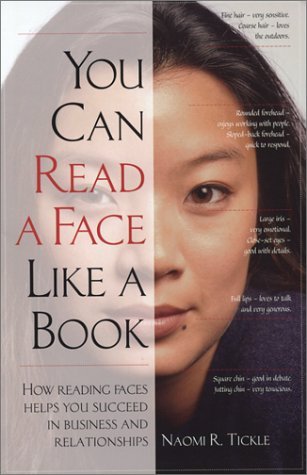 YOU
CAN
READ
A FACE
LIKE A
BOOK
HOW READING FACES
HELPS YOU SUCCEED
IN BUSINESS AND
RELATIONSHIPS
NAOMI R. TICKLE
Fine hair – very sensitive.
Coarse hair – loves
the outdoors.
Rounded forehead –
enjoys working with people.
Sloped-back forehead –
quick to respond.
Large iris –
very emotional.
Close-set eyes –
good with details.
Full lips – loves to talk
and very generous.
Square chin – good in debate.
Jutting chin – very tenacious.